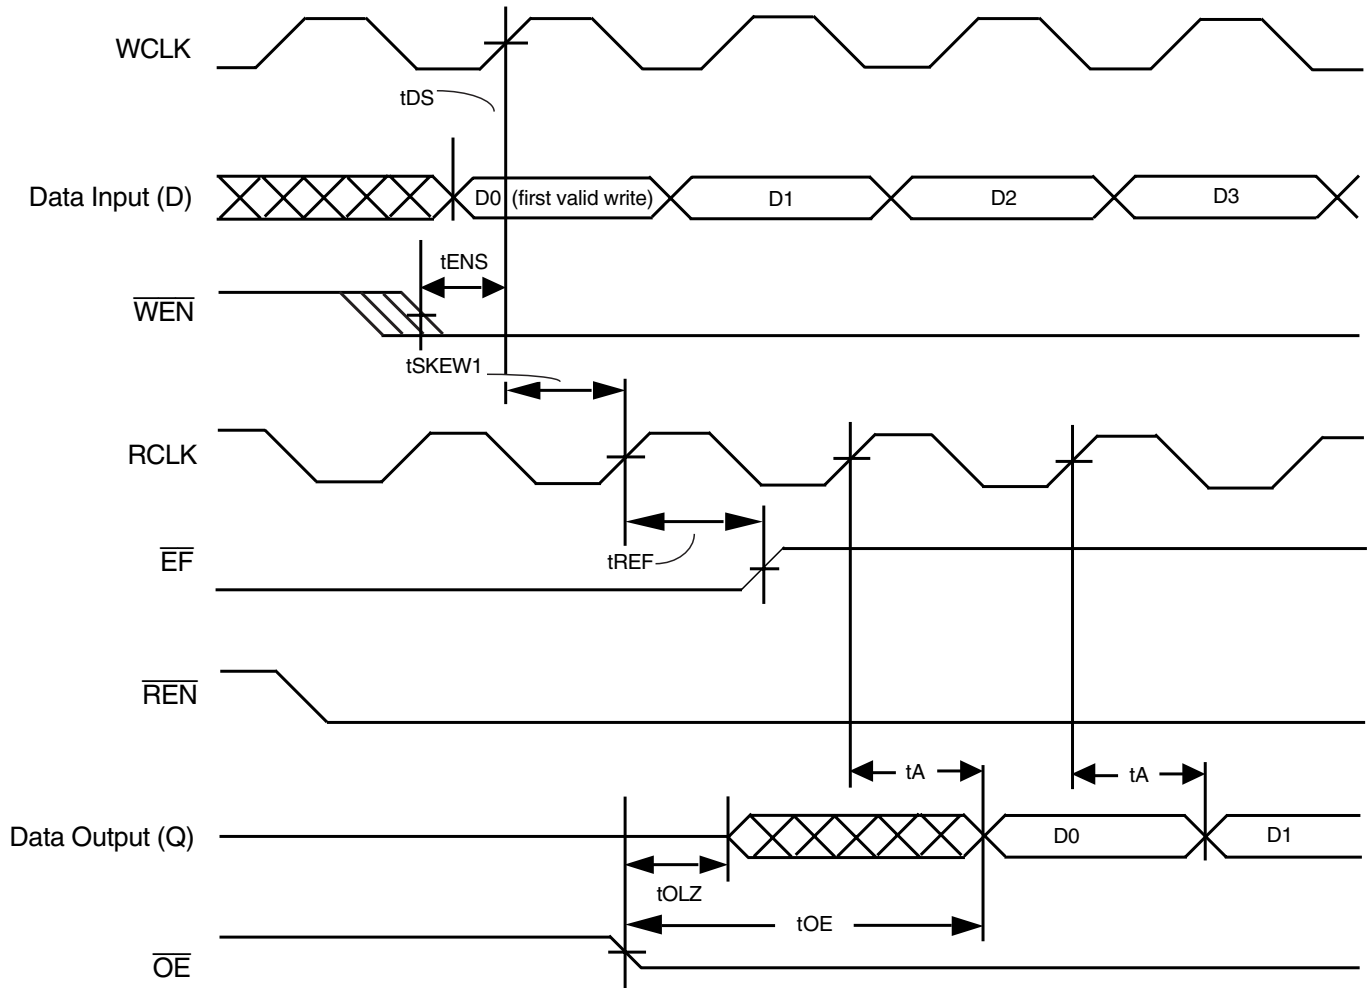 WCLK
tDS
Data Input (D)
D0 (first valid write)
D1
D2
D3
tENS
WEN
tSKEW1
RCLK
tREF
EF
REN
tA
tA
Data Output (Q)
D0
D1
tOLZ
tOE
OE